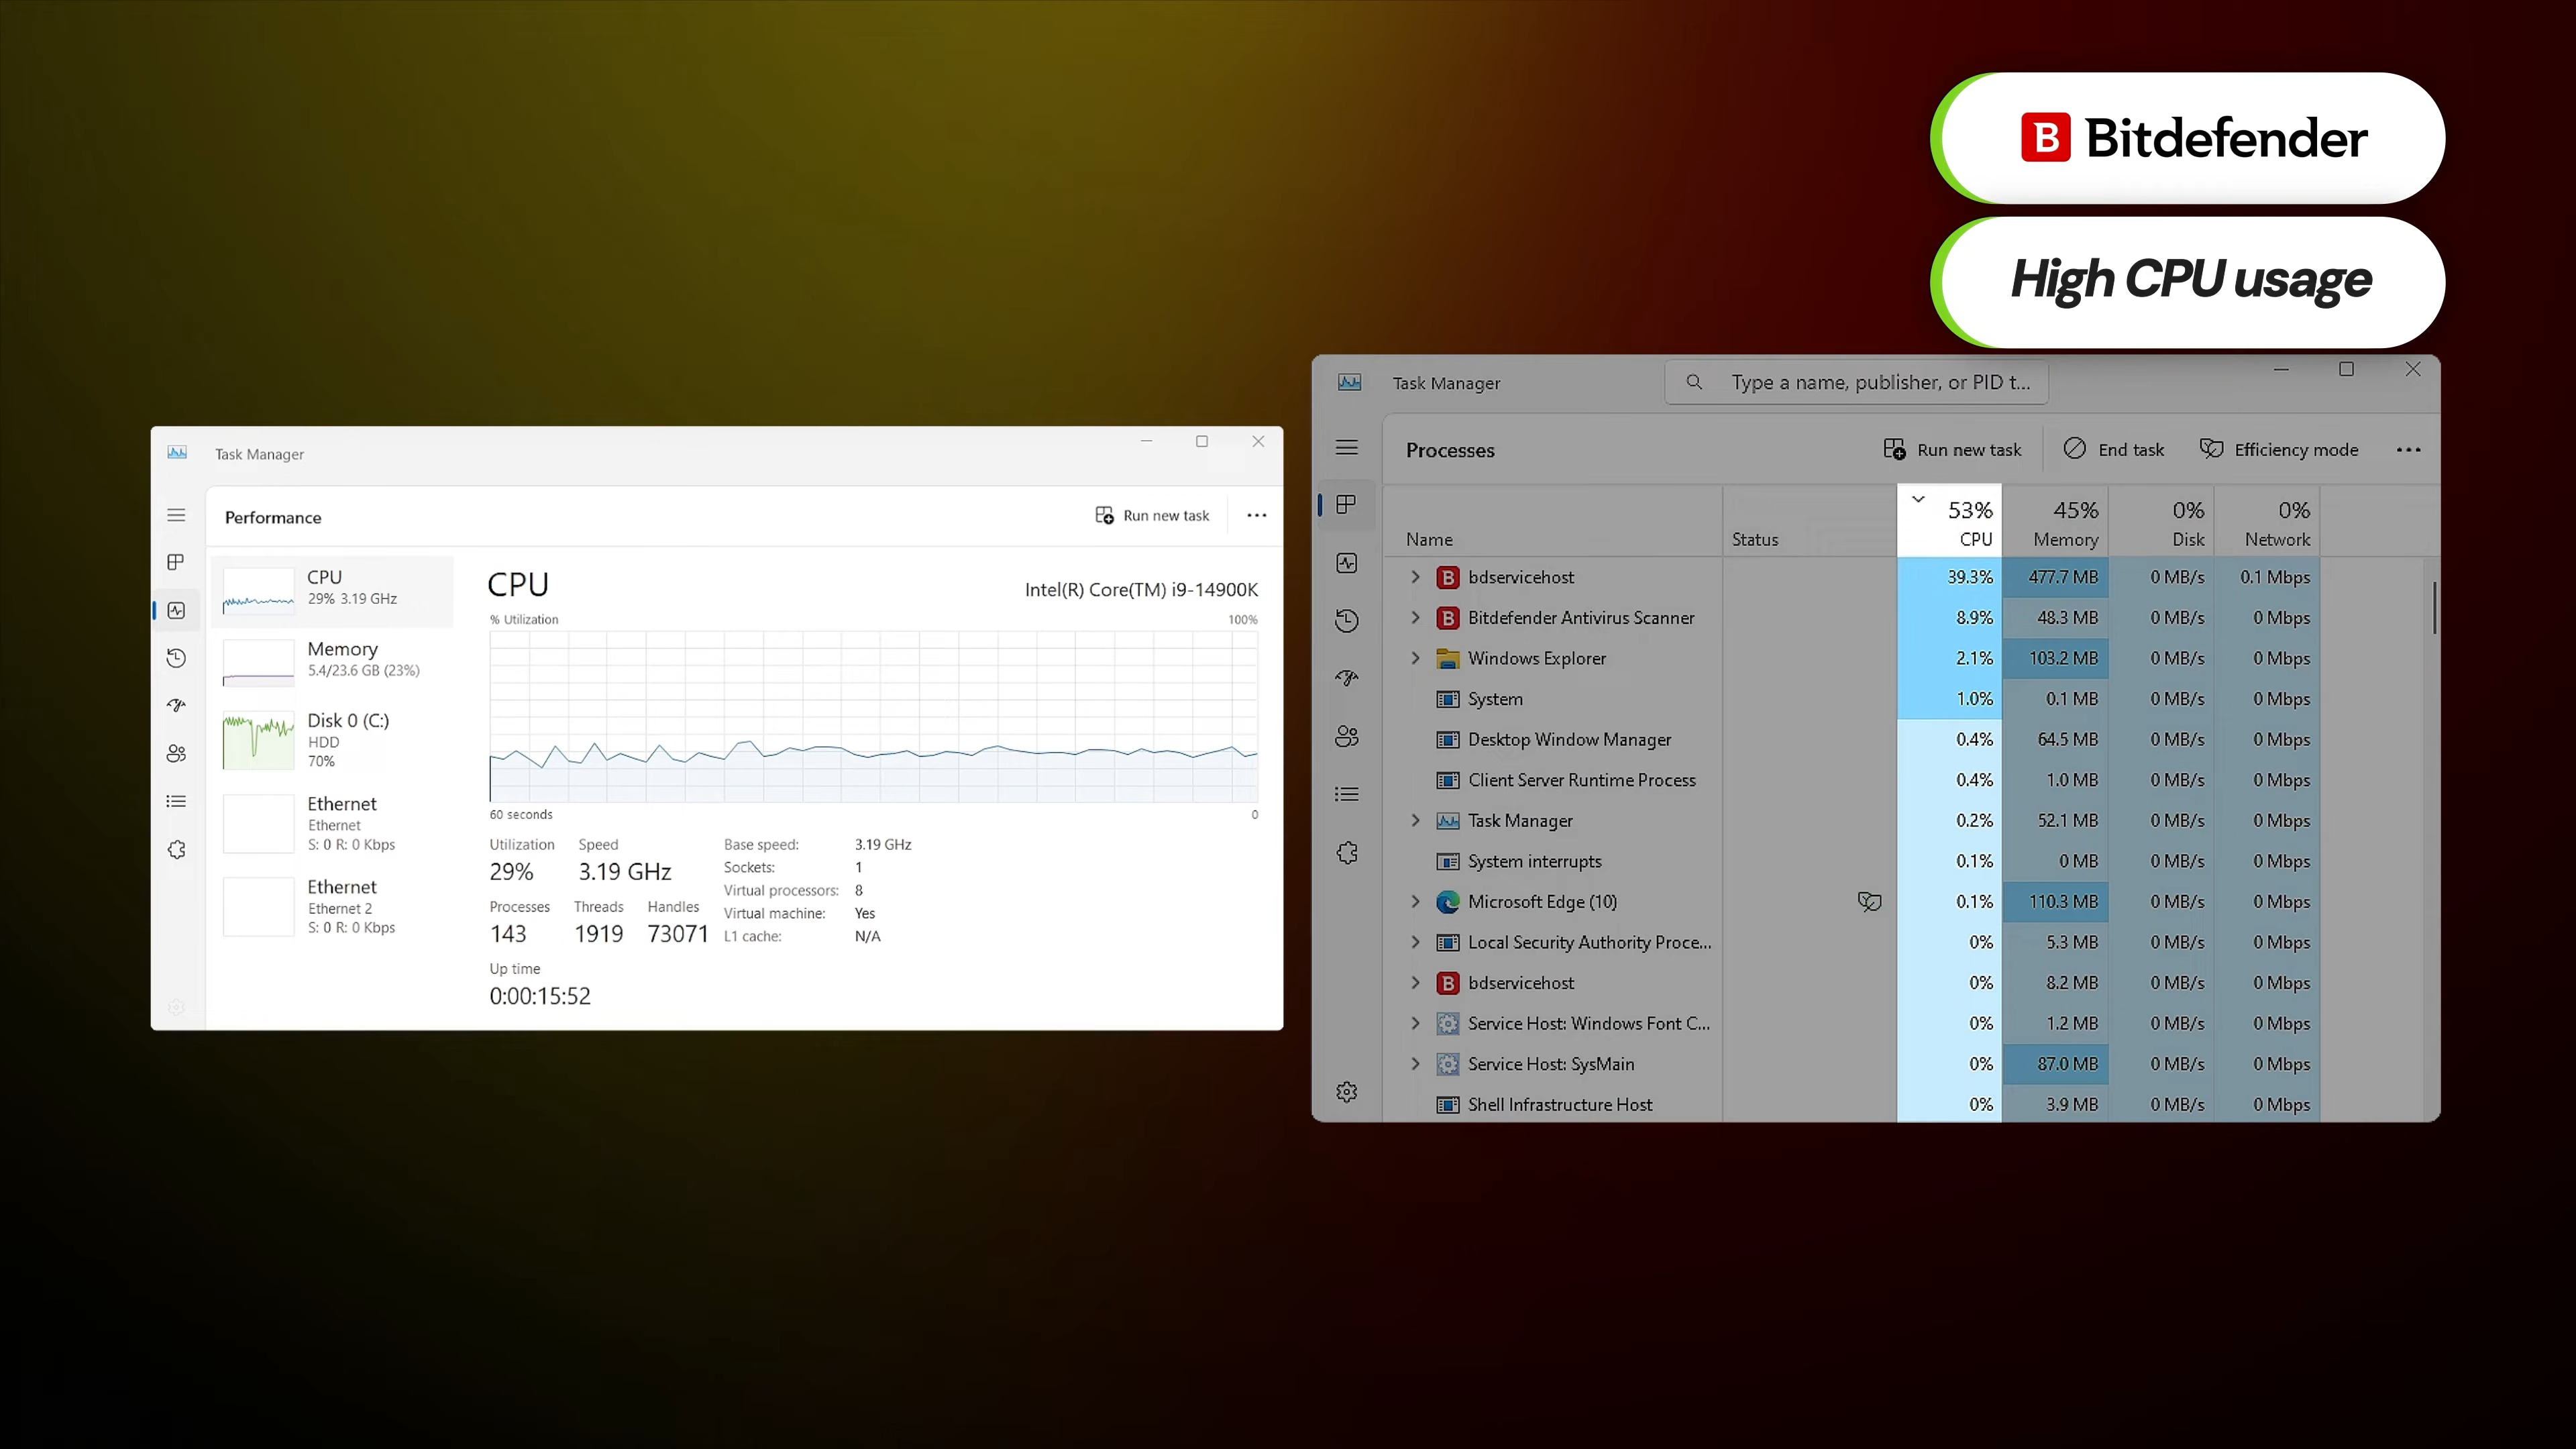 B Bitdefender
High CPU usage
Task Manager
Performance
Run new task
CPU
29% 3.19 GHz
Memory
5.4/23.6 GB (23%)
Disk 0 (C:)
HDD
70%
Ethernet
Ethernet
S: 0 R: 0 Kbps
Ethernet
Ethernet 2
S: 0 R: 0 Kbps
CPU
Intel(R) Core(TM) i9-14900K
% Utilization
100%
60 seconds
0
Utilization
29%
Speed
3.19 GHz
Processes
143
Threads
1919
Handles
73071
Up time
0:00:15:52
Base speed: 3.19 GHz
Sockets: 1
Virtual processors: 8
Virtual machine: Yes
L1 cache: N/A
Task Manager
Type a name, publisher, or PID t...
Processes
Run new task
End task
Efficiency mode
53% 45% 0% 0%
Name Status CPU Memory Disk Network
B bdservicehost 39.3% 477.7 MB 0 MB/s 0.1 Mbps
B Bitdefender Antivirus Scanner 8.9% 48.3 MB 0 MB/s 0 Mbps
Windows Explorer 2.1% 103.2 MB 0 MB/s 0 Mbps
System 1.0% 0.1 MB 0 MB/s 0 Mbps
Desktop Window Manager 0.4% 64.5 MB 0 MB/s 0 Mbps
Client Server Runtime Process 0.4% 1.0 MB 0 MB/s 0 Mbps
Task Manager 0.2% 52.1 MB 0 MB/s 0 Mbps
System interrupts 0.1% 0 MB 0 MB/s 0 Mbps
Microsoft Edge (10) 0.1% 110.3 MB 0 MB/s 0 Mbps
Local Security Authority Proce... 0% 5.3 MB 0 MB/s 0 Mbps
B bdservicehost 0% 8.2 MB 0 MB/s 0 Mbps
Service Host: Windows Font C... 0% 1.2 MB 0 MB/s 0 Mbps
Service Host: SysMain 0% 87.0 MB 0 MB/s 0 Mbps
Shell Infrastructure Host 0% 3.9 MB 0 MB/s 0 Mbps